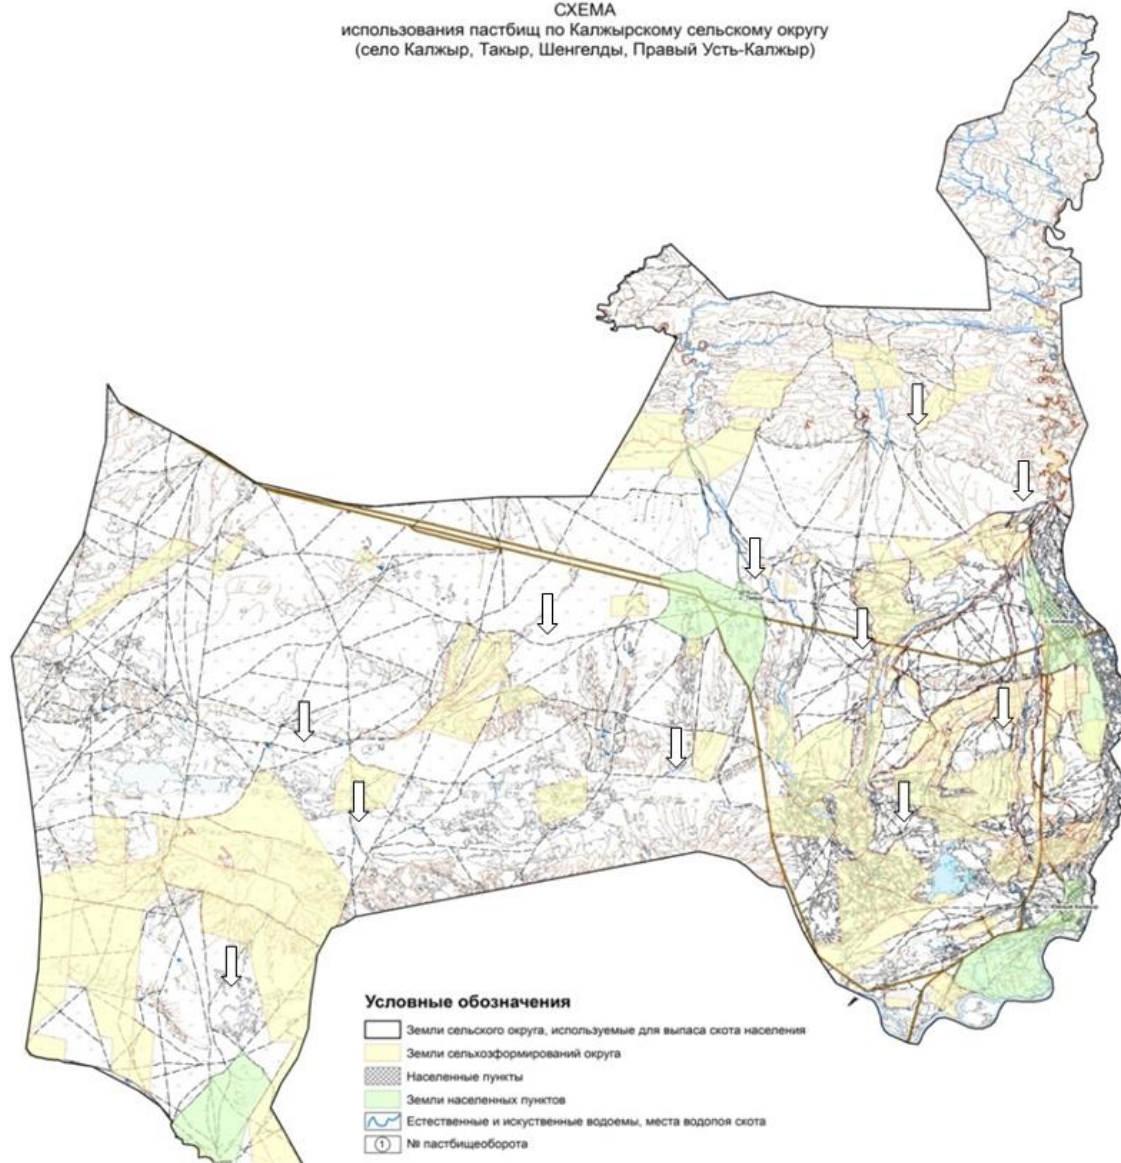 СХЕМА
использования пастбищ по Калжырскому сельскому округу
(село Калжыр, Такыр, Шенгелды, Правый Усть-Калжыр)
Условные обозначения
Земли сельского округа, используемые для выпаса скота населения
Земли сельхозформирований округа
Населенные пункты
Земли населенных пунктов
Естественные и искуственные водоемы, места водопоя скота
1 № пастбищеоборота